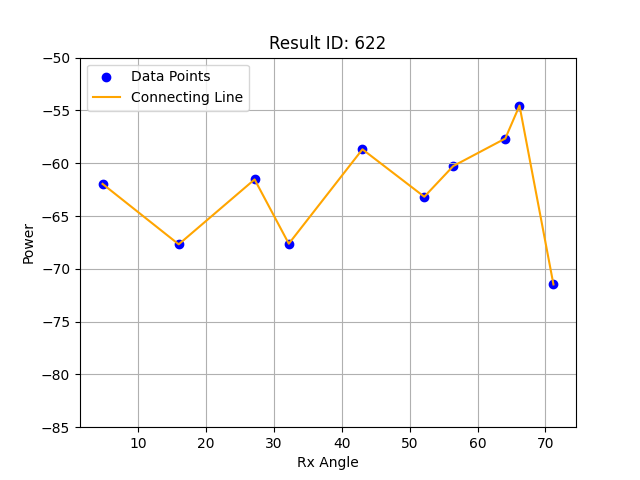 Result ID: 622
Data Points
Connecting Line
Power
−50
−55
−60
−65
−70
−75
−80
−85
10 20 30 40 50 60 70
Rx Angle